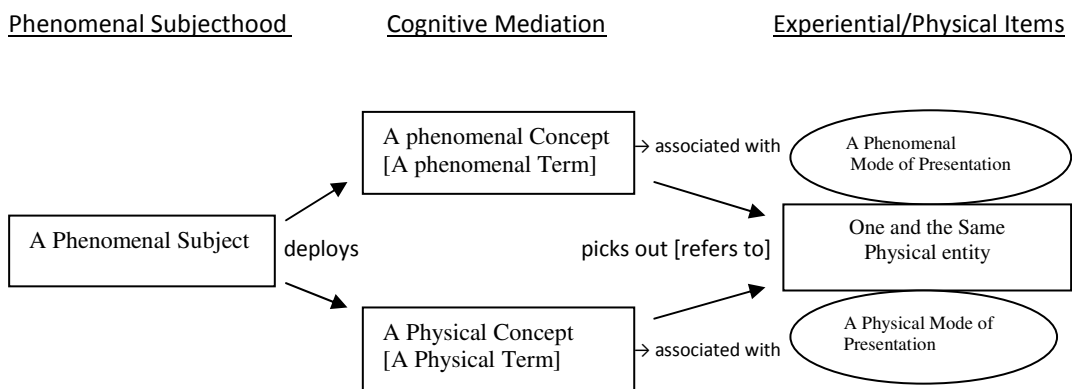 Phenomenal Subjecthood
Cognitive Mediation
Experiential/Physical Items
A phenomenal Concept
[A phenomenal Term]
→ associated with
A Phenomenal
Mode of Presentation
A Phenomenal Subject
deploys
picks out [refers to]
One and the Same
Physical entity
A Physical Concept
[A Physical Term]
→ associated with
A Physical Mode of
Presentation